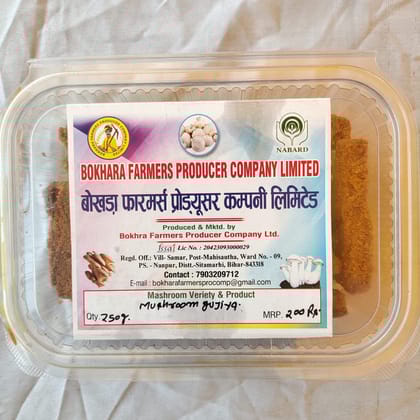 NABARD
BOKHARA FARMERS PRODUCER COMPANY LIMITED
बोखड़ा फारमर्स प्रोड्यूसर कम्पनी लिमिटेड
Produced & Mktd. by
Bokhra Farmers Producer Company Ltd.
fssai Lic No : 20423093000029
Regd. Off.: Vill- Samar, Post-Mahisautha, Ward No. - 09,
PS. - Nanpur, Distt.-Sitamarhi, Bihar-843318
Contact : 7903209712
E-mail : bokharafarmersprocomp@gmail.com
Mashroom Veriety & Product
Mushroom gujiya.
Qty. 250g. MRP. 200 Rs.